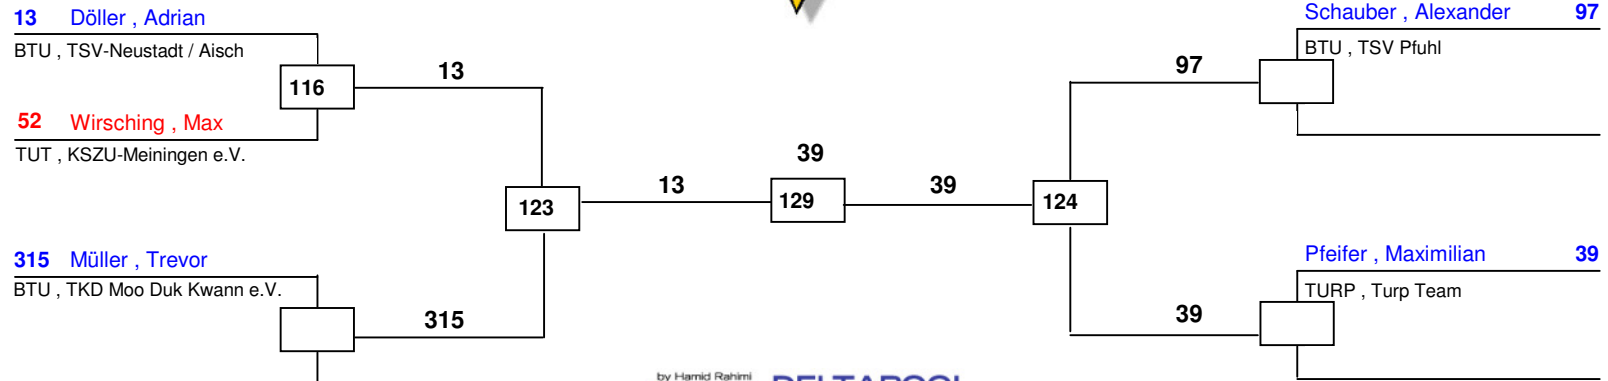 13 Döller , Adrian
BTU , TSV-Neustadt / Aisch
116
13
52 Wirsching , Max
TUT , KSZU-Meiningen e.V.
123
13
39
129
39
124
315 Müller , Trevor
BTU , TKD Moo Duk Kwann e.V.
315
Schauber , Alexander 97
BTU , TSV Pfuhl
97
Pfeifer , Maximilian 39
TURP , Turp Team
39
by Hamid Rahimi